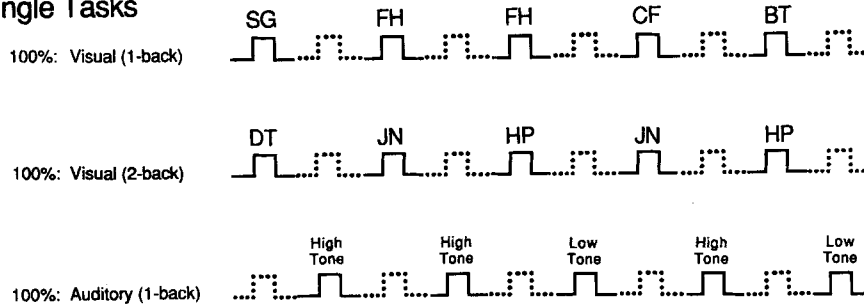 ngle Tasks
SG FH FH CF BT
100%: Visual (1-back)
DT JN HP JN HP
100%: Visual (2-back)
High High Low High Low
Tone Tone Tone Tone Tone
100%: Auditory (1-back)